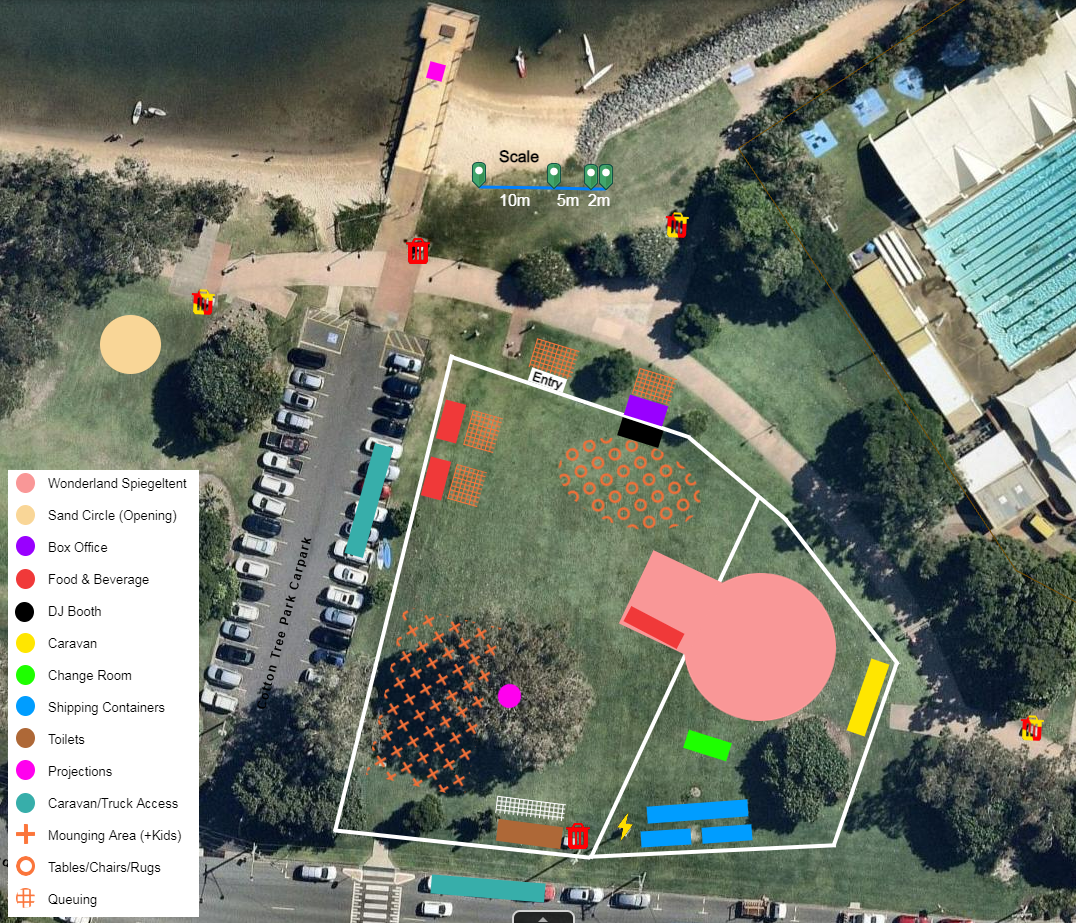 Scale
10m 5m 2m
Entry
Cotton Tree Park Carpark
Wonderland Spiegeltent
Sand Circle (Opening)
Box Office
Food & Beverage
DJ Booth
Caravan
Change Room
Shipping Containers
Toilets
Projections
Caravan/Truck Access
Mounging Area (+Kids)
Tables/Chairs/Rugs
Queuing